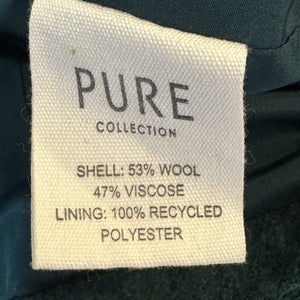 PURE
COLLECTION
SHELL: 53% WOOL
47% VISCOSE
LINING: 100% RECYCLED
POLYESTER